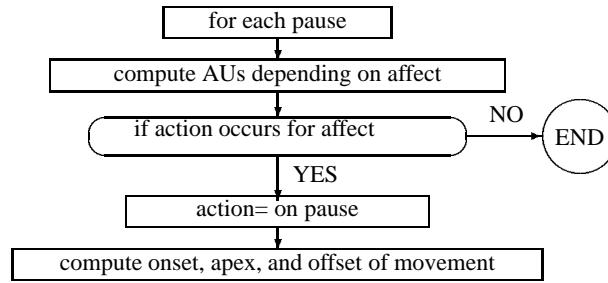 for each pause
compute AUs depending on affect
if action occurs for affect
NO
END
YES
action= on pause
compute onset, apex, and offset of movement